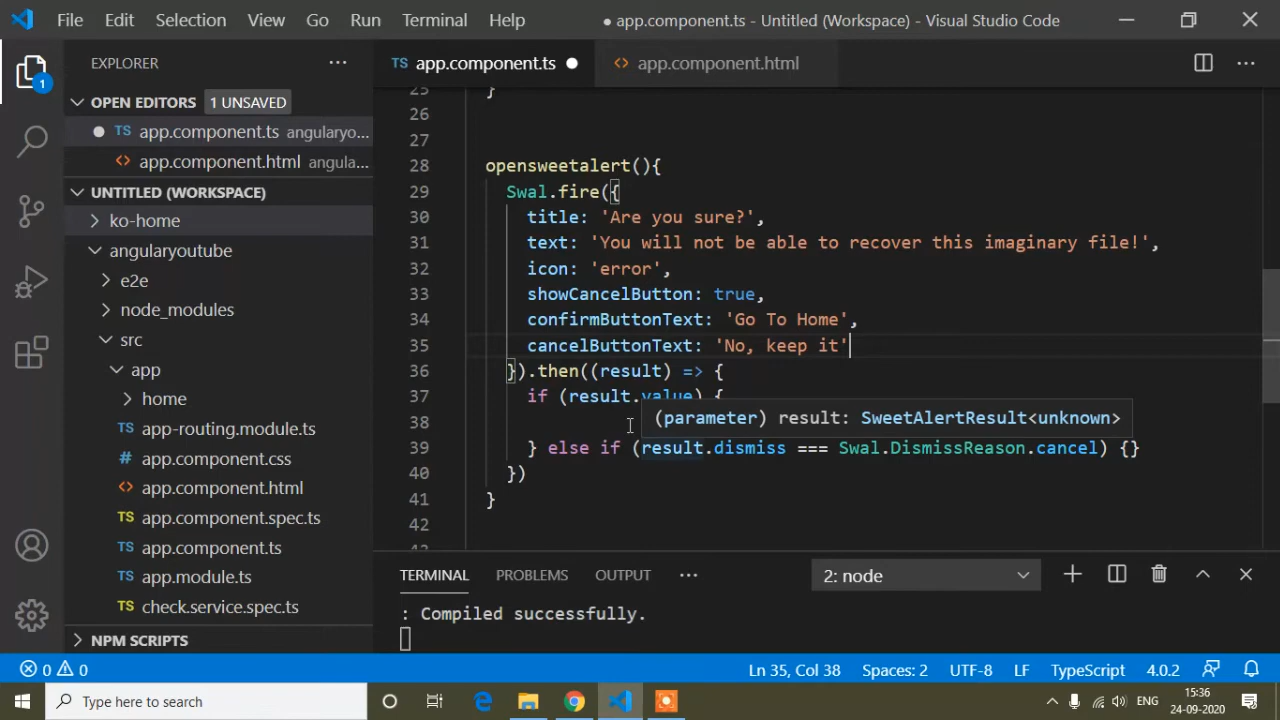 File Edit Selection View Go Run Terminal Help ● app.component.ts - Untitled (Workspace) - Visual Studio Code
EXPLORER ···
1
OPEN EDITORS 1 UNSAVED
TS app.component.ts angularyo...
<> app.component.html angula...
UNTITLED (WORKSPACE)
ko-home
angularyoutube
e2e
node_modules
src
app
home
TS app-routing.module.ts
# app.component.css
<> app.component.html
TS app.component.spec.ts
TS app.component.ts
TS app.module.ts
TS check.service.spec.ts
NPM SCRIPTS
TS app.component.ts <> app.component.html ···
25 }
26
27
28 opensweetalert(){
29 Swal.fire({
30 title: 'Are you sure?',
31 text: 'You will not be able to recover this imaginary file!',
32 icon: 'error',
33 showCancelButton: true,
34 confirmButtonText: 'Go To Home',
35 cancelButtonText: 'No, keep it'
36 }).then((result) => {
37 if (result.value) {
(parameter) result: SweetAlertResult<unknown>
38
39 } else if (result.dismiss === Swal.DismissReason.cancel) {}
40 })
41 }
42
TERMINAL PROBLEMS OUTPUT ··· 2: node
: Compiled successfully.
0 0 Ln 35, Col 38 Spaces: 2 UTF-8 LF TypeScript 4.0.2
Type here to search ENG 15:36
24-09-2020